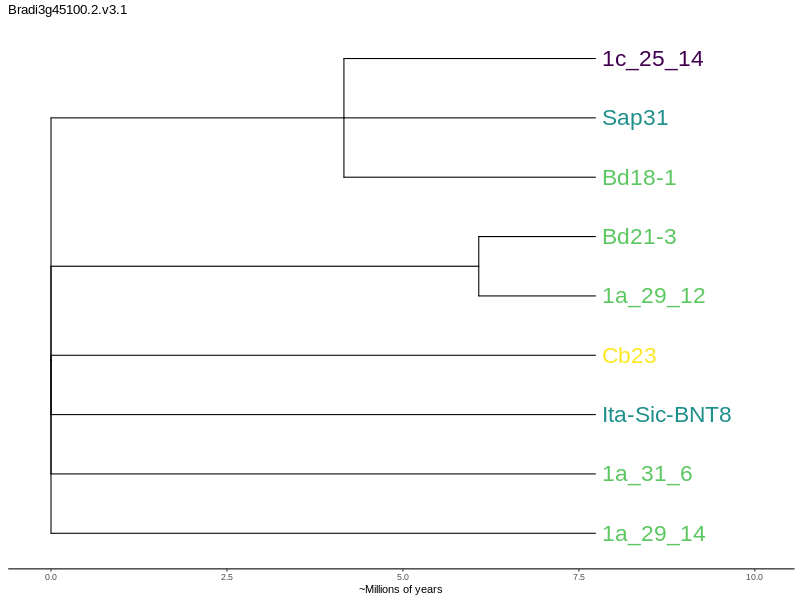 Bradi3g45100.2.v3.1
1c_25_14
Sap31
Bd18-1
Bd21-3
1a_29_12
Cb23
Ita-Sic-BNT8
1a_31_6
1a_29_14
0.0 2.5 5.0 7.5 10.0
~Millions of years